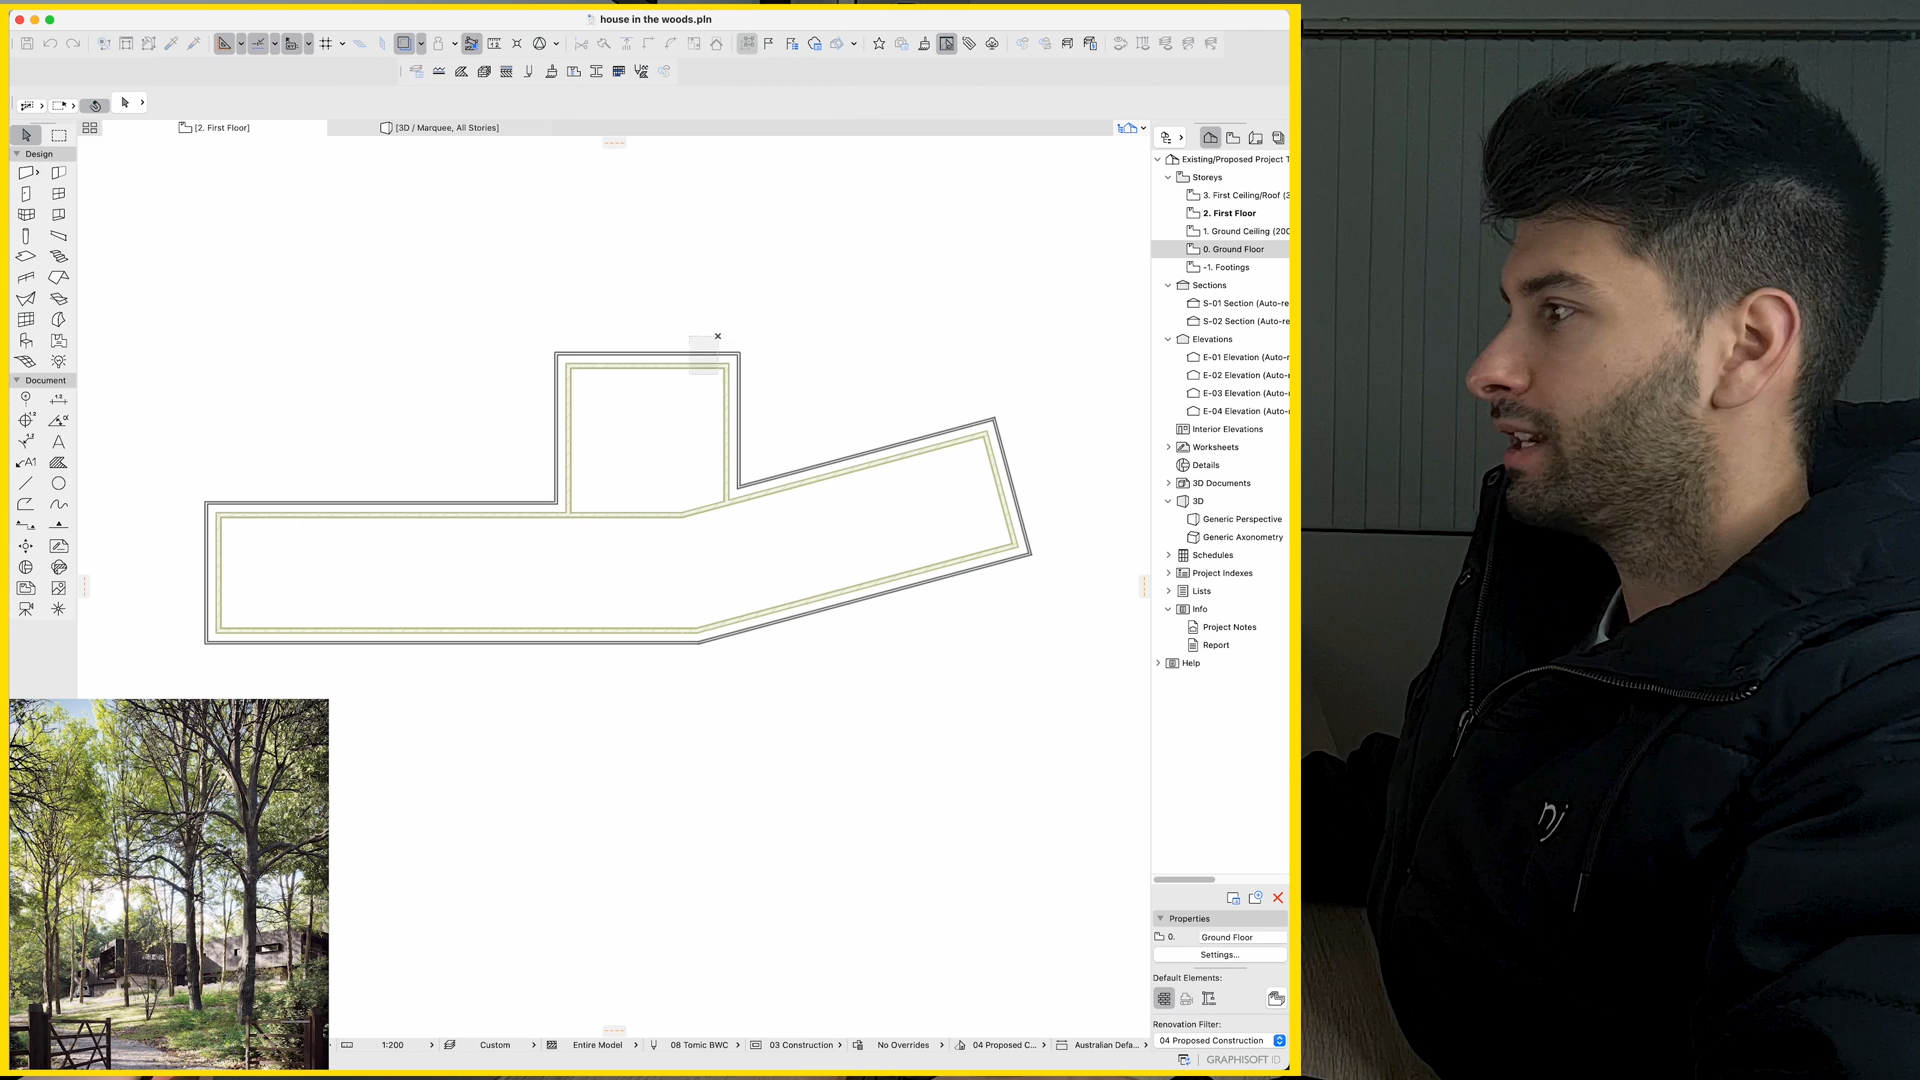 house in the woods.pln
[2. First Floor]
[3D / Marquee, All Stories]
Design
Document
A1
Existing/Proposed Project T
Storeys
3. First Ceiling/Roof (3
2. First Floor
1. Ground Ceiling (200
0. Ground Floor
-1. Footings
Sections
S-01 Section (Auto-re
S-02 Section (Auto-re
Elevations
E-01 Elevation (Auto-r
E-02 Elevation (Auto-r
E-03 Elevation (Auto-r
E-04 Elevation (Auto-r
Interior Elevations
Worksheets
Details
3D Documents
3D
Generic Perspective
Generic Axonometry
Schedules
Project Indexes
Lists
Info
Project Notes
Report
Help
Properties
0. Ground Floor
Settings...
Default Elements:
Renovation Filter:
04 Proposed Construction
1:200 Custom Entire Model 08 Tomic BWC 03 Construction No Overrides 04 Proposed C... Australian Defa...
GRAPHISOFT ID
nj